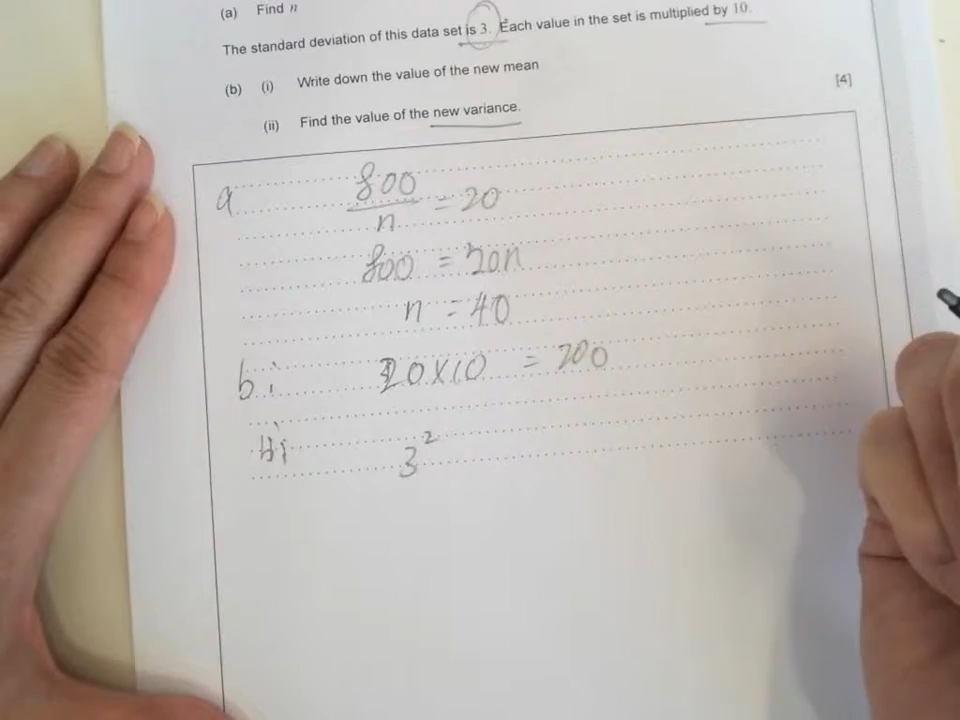 (a) Find n
The standard deviation of this data set is 3. Each value in the set is multiplied by 10.
(b) (i) Write down the value of the new mean
[4]
(ii) Find the value of the new variance.
a 800/n = 20
800 = 20n
n = 40
b i 20 × 10 = 200
ii 3²